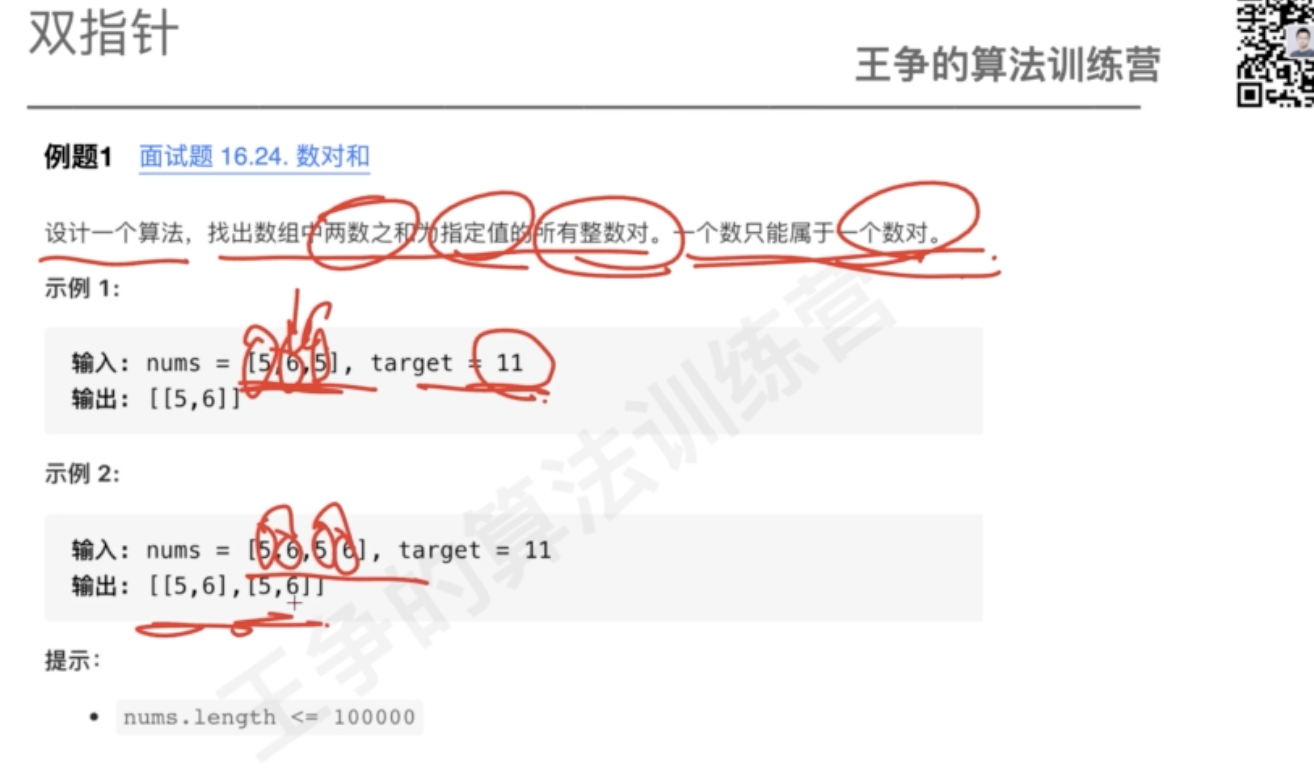 双指针
王争的算法训练营
例题1 面试题 16.24. 数对和
设计一个算法，找出数组中两数之和为指定值的所有整数对。一个数只能属于一个数对。
示例 1:
输入: nums = [5,6,5], target = 11
输出: [[5,6]]
示例 2:
输入: nums = [5,6,5,6], target = 11
输出: [[5,6],[5,6]]
提示:
• nums.length <= 100000
王争的算法训练营